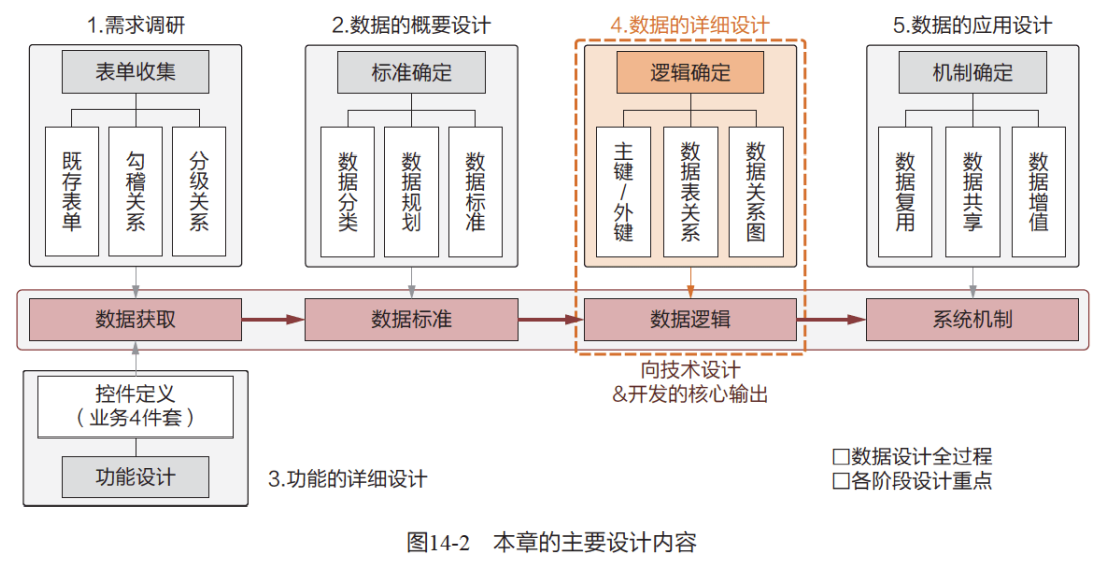 1.需求调研
2.数据的概要设计
4.数据的详细设计
5.数据的应用设计
表单收集
标准确定
逻辑确定
机制确定
既存表单
勾稽关系
分级关系
数据分类
数据规划
数据标准
主键/外键
数据表关系
数据关系图
数据复用
数据共享
数据增值
数据获取
数据标准
数据逻辑
系统机制
向技术设计
&开发的核心输出
控件定义
（业务4件套）
功能设计
3.功能的详细设计
□数据设计全过程
□各阶段设计重点
图14-2 本章的主要设计内容